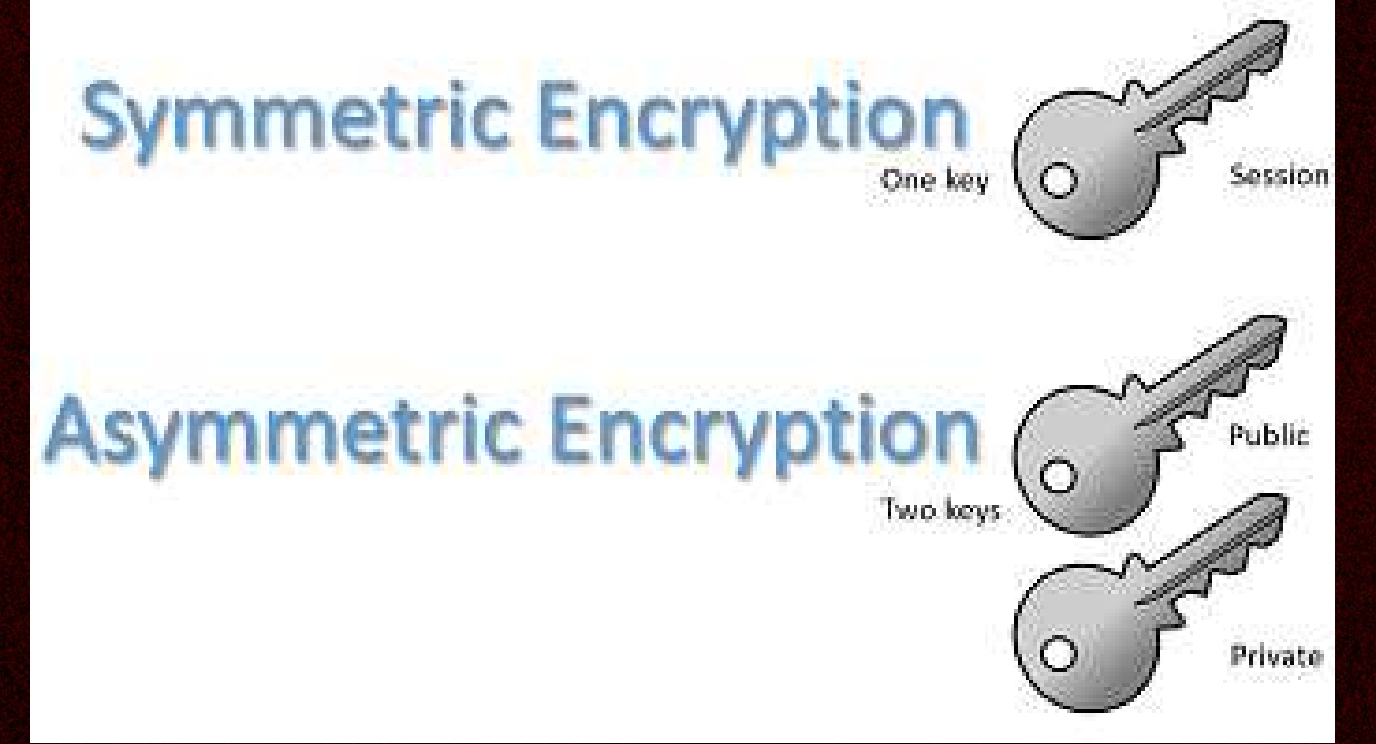 Symmetric Encryption
One key
Session
Asymmetric Encryption
Public
Two keys
Private